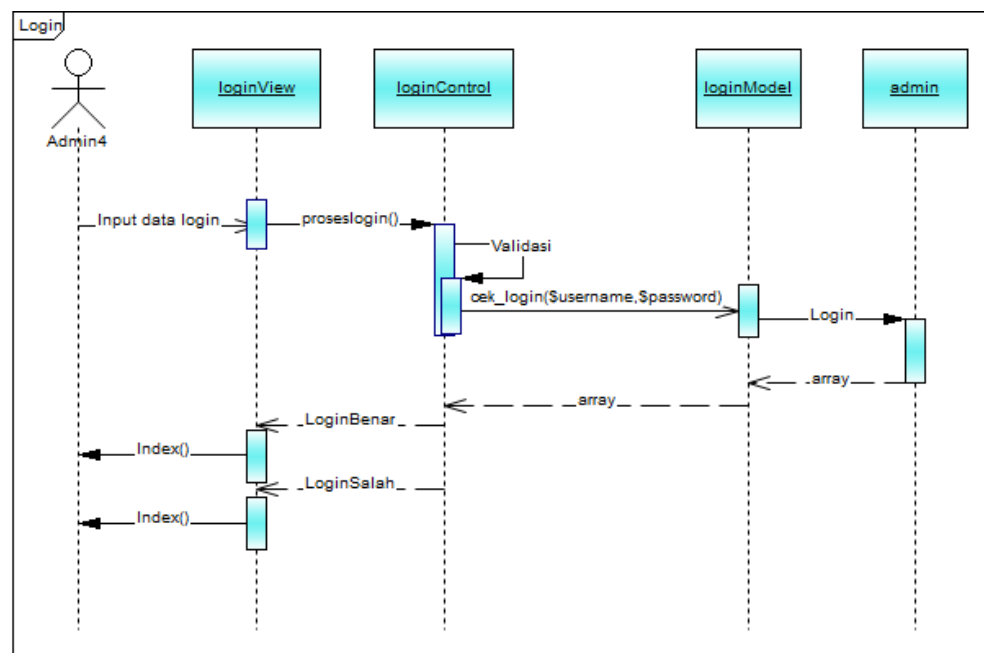 Login
loginView
loginControl
loginModel
admin
Admin4
Input data login
proseslogin()
Validasi
cek_login($username,$password)
Login
array
array
LoginBenar
Index()
LoginSalah
Index()